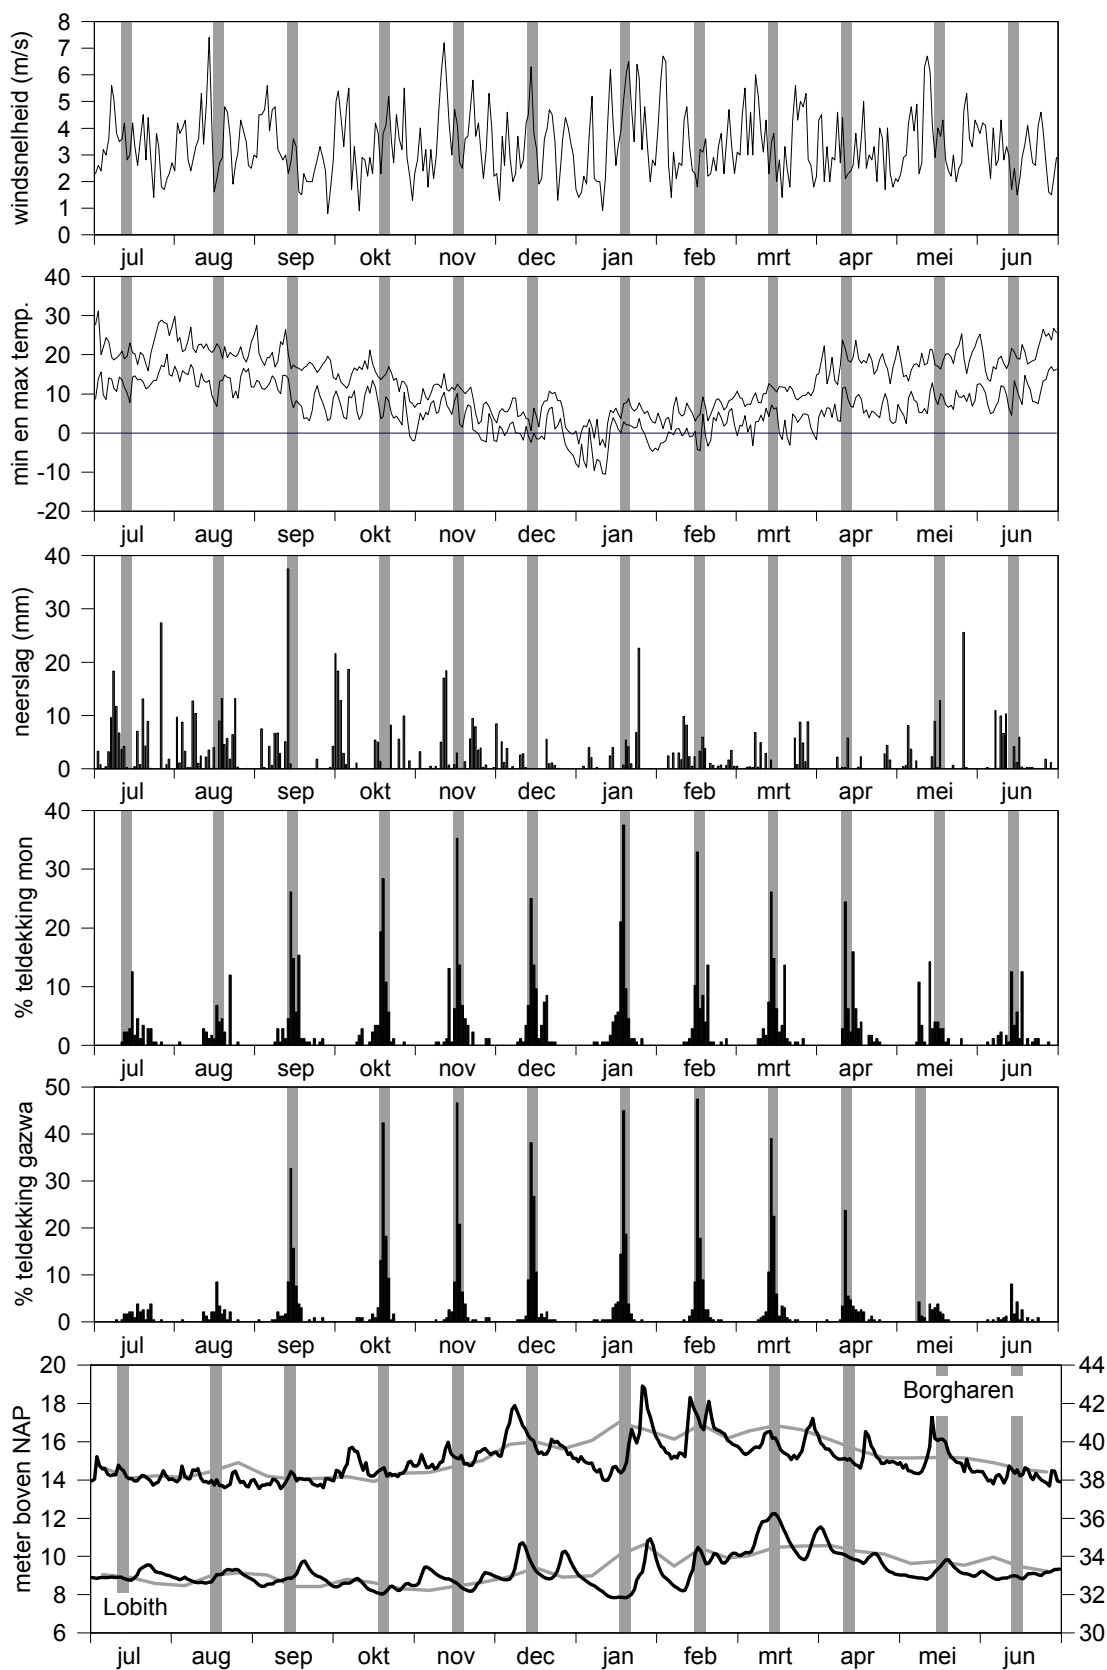 windsnelheid (m/s)
8
7
6
5
4
3
2
1
0
jul aug sep okt nov dec jan feb mrt apr mei jun
min en max temp.
40
30
20
10
0
-10
-20
jul aug sep okt nov dec jan feb mrt apr mei jun
neerslag (mm)
40
30
20
10
0
jul aug sep okt nov dec jan feb mrt apr mei jun
% teldekking mon
40
30
20
10
0
jul aug sep okt nov dec jan feb mrt apr mei jun
% teldekking gazwa
50
40
30
20
10
0
jul aug sep okt nov dec jan feb mrt apr mei jun
meter boven NAP
20 44
18 42
16 40
14 38
12 36
10 34
8 32
6 30
Borgharen
Lobith
jul aug sep okt nov dec jan feb mrt apr mei jun